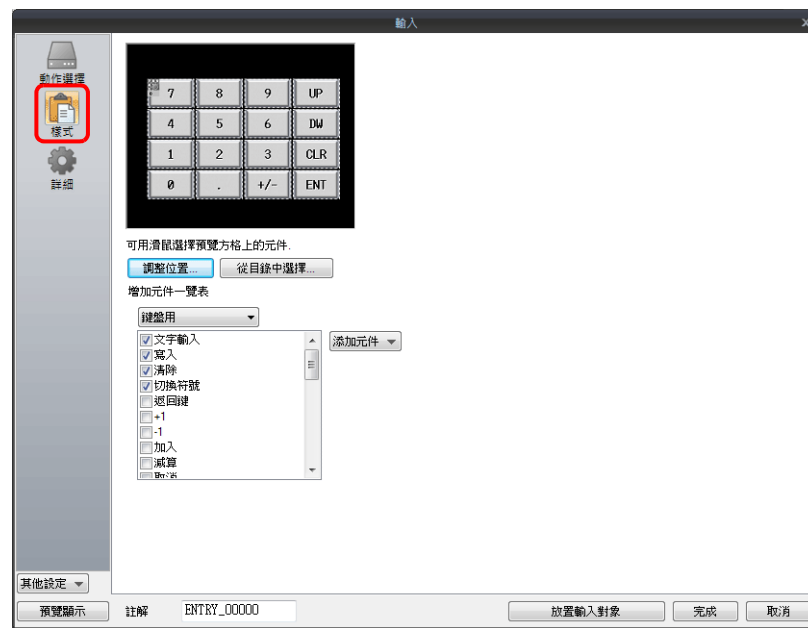 輸入
動作選擇
樣式
詳細
7 8 9 UP
4 5 6 DW
1 2 3 CLR
0 . +/- ENT
可用滑鼠選擇預覽方格上的元件.
調整位置... 從目錄中選擇...
增加元件一覽表
鍵盤用
文字輸入
添加元件
寫入
清除
切換符號
返回鍵
+1
-1
加入
減算
取消
其他設定
預覽顯示 註解 ENTRY_00000 放置輸入對象 完成 取消